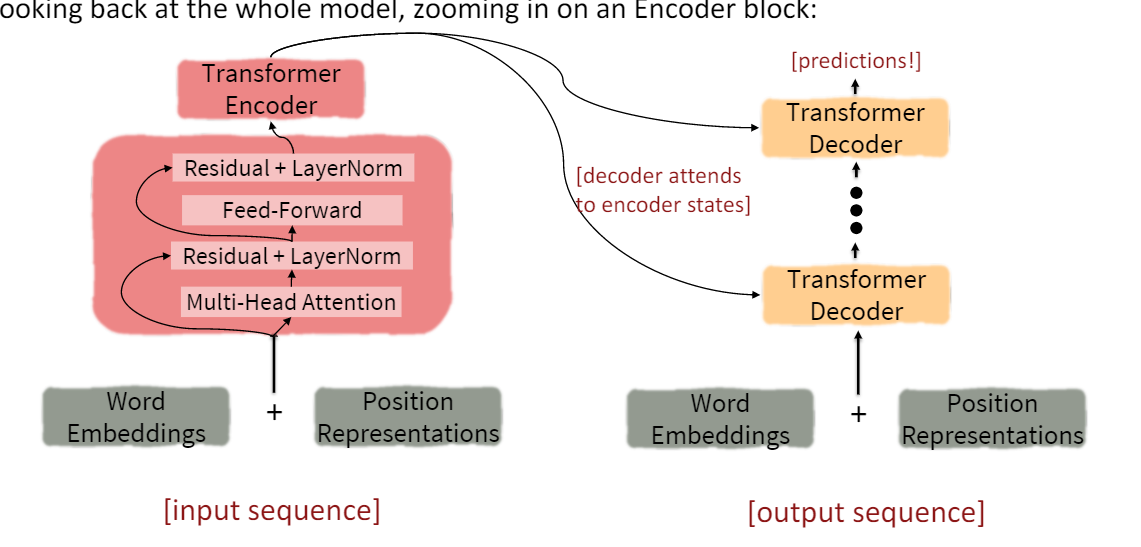 ooking back at the whole model, zooming in on an Encoder block:
Transformer
Encoder
Residual + LayerNorm
Feed-Forward
Residual + LayerNorm
Multi-Head Attention
Word
Embeddings
+
Position
Representations
[input sequence]
[predictions!]
Transformer
Decoder
[decoder attends
to encoder states]
Transformer
Decoder
Word
Embeddings
+
Position
Representations
[output sequence]